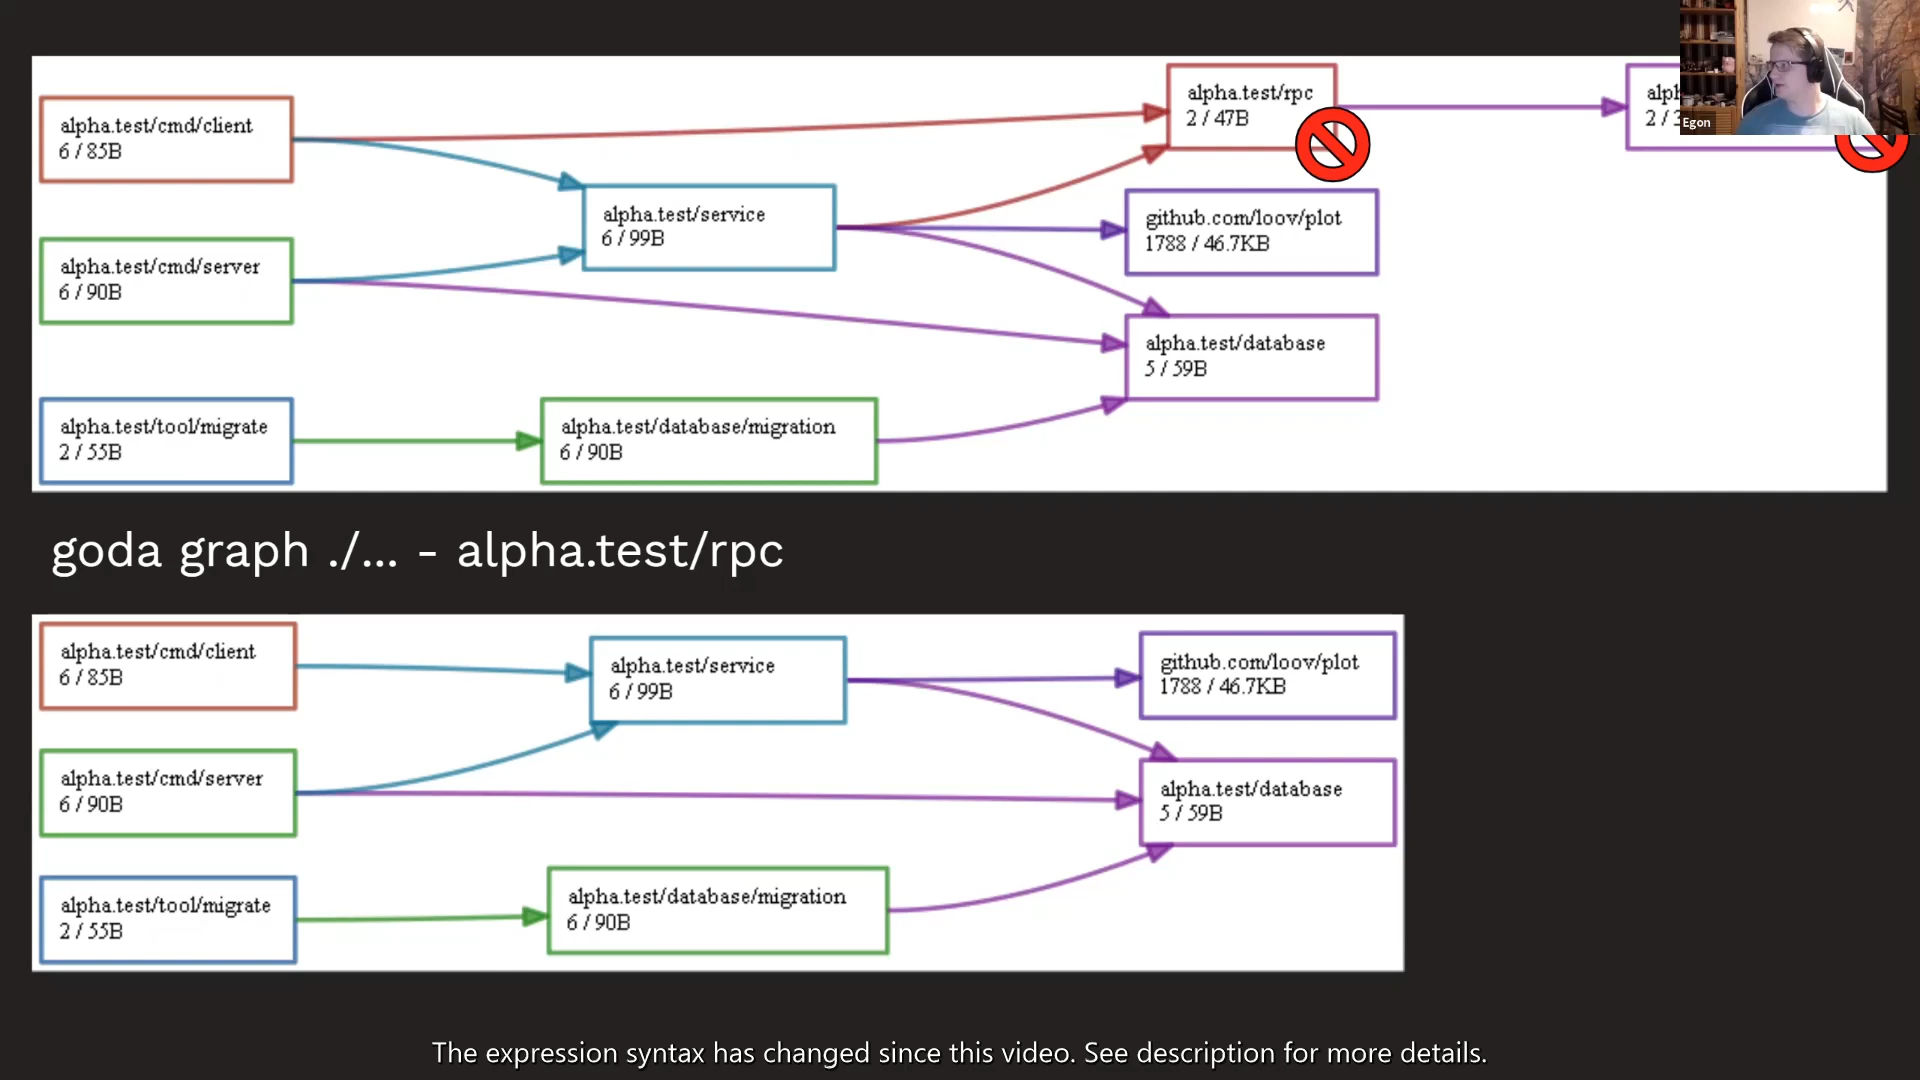 alpha.test/rpc
2 / 47B
Egon
alpha.test/cmd/client
6 / 85B
alpha.test/service
6 / 99B
github.com/loov/plot
1788 / 46.7KB
alpha.test/cmd/server
6 / 90B
alpha.test/database
5 / 59B
alpha.test/tool/migrate
2 / 55B
alpha.test/database/migration
6 / 90B
goda graph ./... - alpha.test/rpc
alpha.test/cmd/client
6 / 85B
alpha.test/service
6 / 99B
github.com/loov/plot
1788 / 46.7KB
alpha.test/cmd/server
6 / 90B
alpha.test/database
5 / 59B
alpha.test/tool/migrate
2 / 55B
alpha.test/database/migration
6 / 90B
The expression syntax has changed since this video. See description for more details.